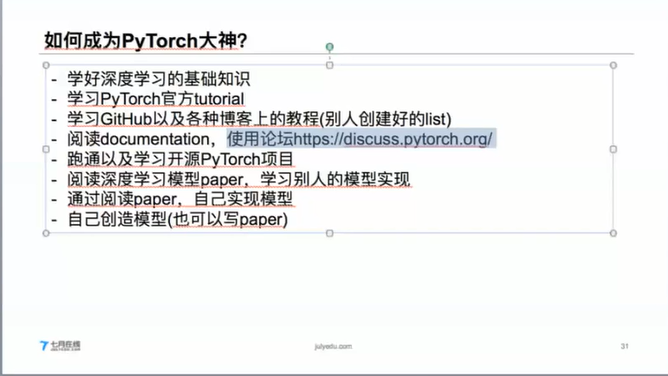 如何成为PyTorch大神?
- 学好深度学习的基础知识
- 学习PyTorch官方tutorial
- 学习GitHub以及各种博客上的教程(别人创建好的list)
- 阅读documentation，使用论坛https://discuss.pytorch.org/
- 跑通以及学习开源PyTorch项目
- 阅读深度学习模型paper，学习别人的模型实现
- 通过阅读paper，自己实现模型
- 自己创造模型(也可以写paper)
七月在线
julyedu.com
31